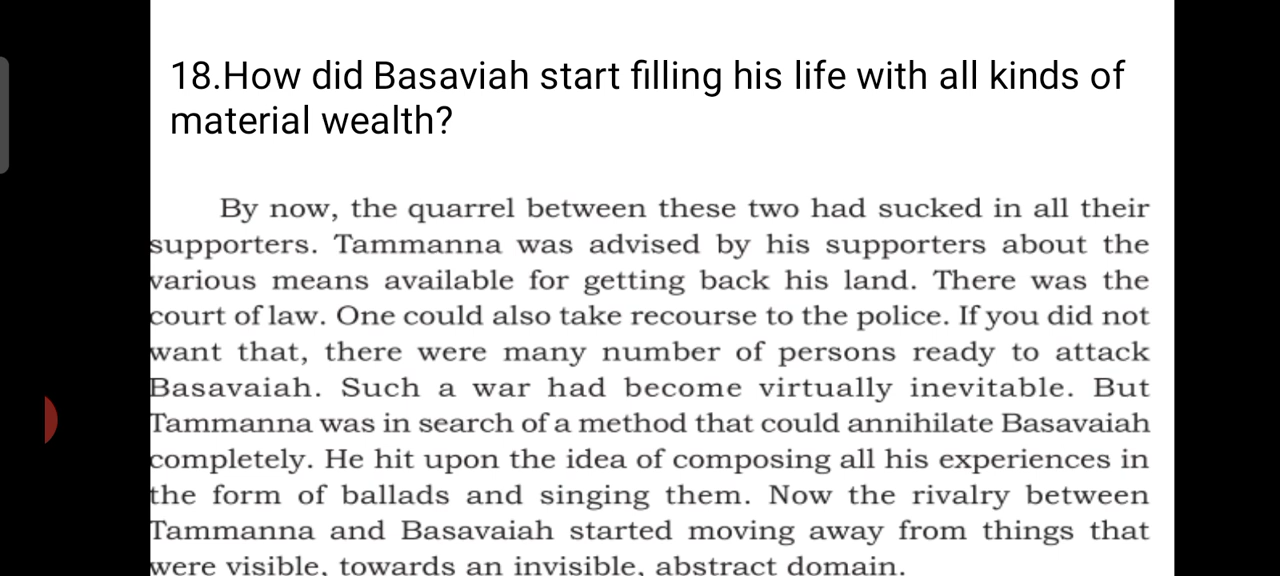 18.How did Basaviah start filling his life with all kinds of
material wealth?
By now, the quarrel between these two had sucked in all their
supporters. Tammanna was advised by his supporters about the
various means available for getting back his land. There was the
court of law. One could also take recourse to the police. If you did not
want that, there were many number of persons ready to attack
Basavaiah. Such a war had become virtually inevitable. But
Tammanna was in search of a method that could annihilate Basavaiah
completely. He hit upon the idea of composing all his experiences in
the form of ballads and singing them. Now the rivalry between
Tammanna and Basavaiah started moving away from things that
were visible, towards an invisible, abstract domain.